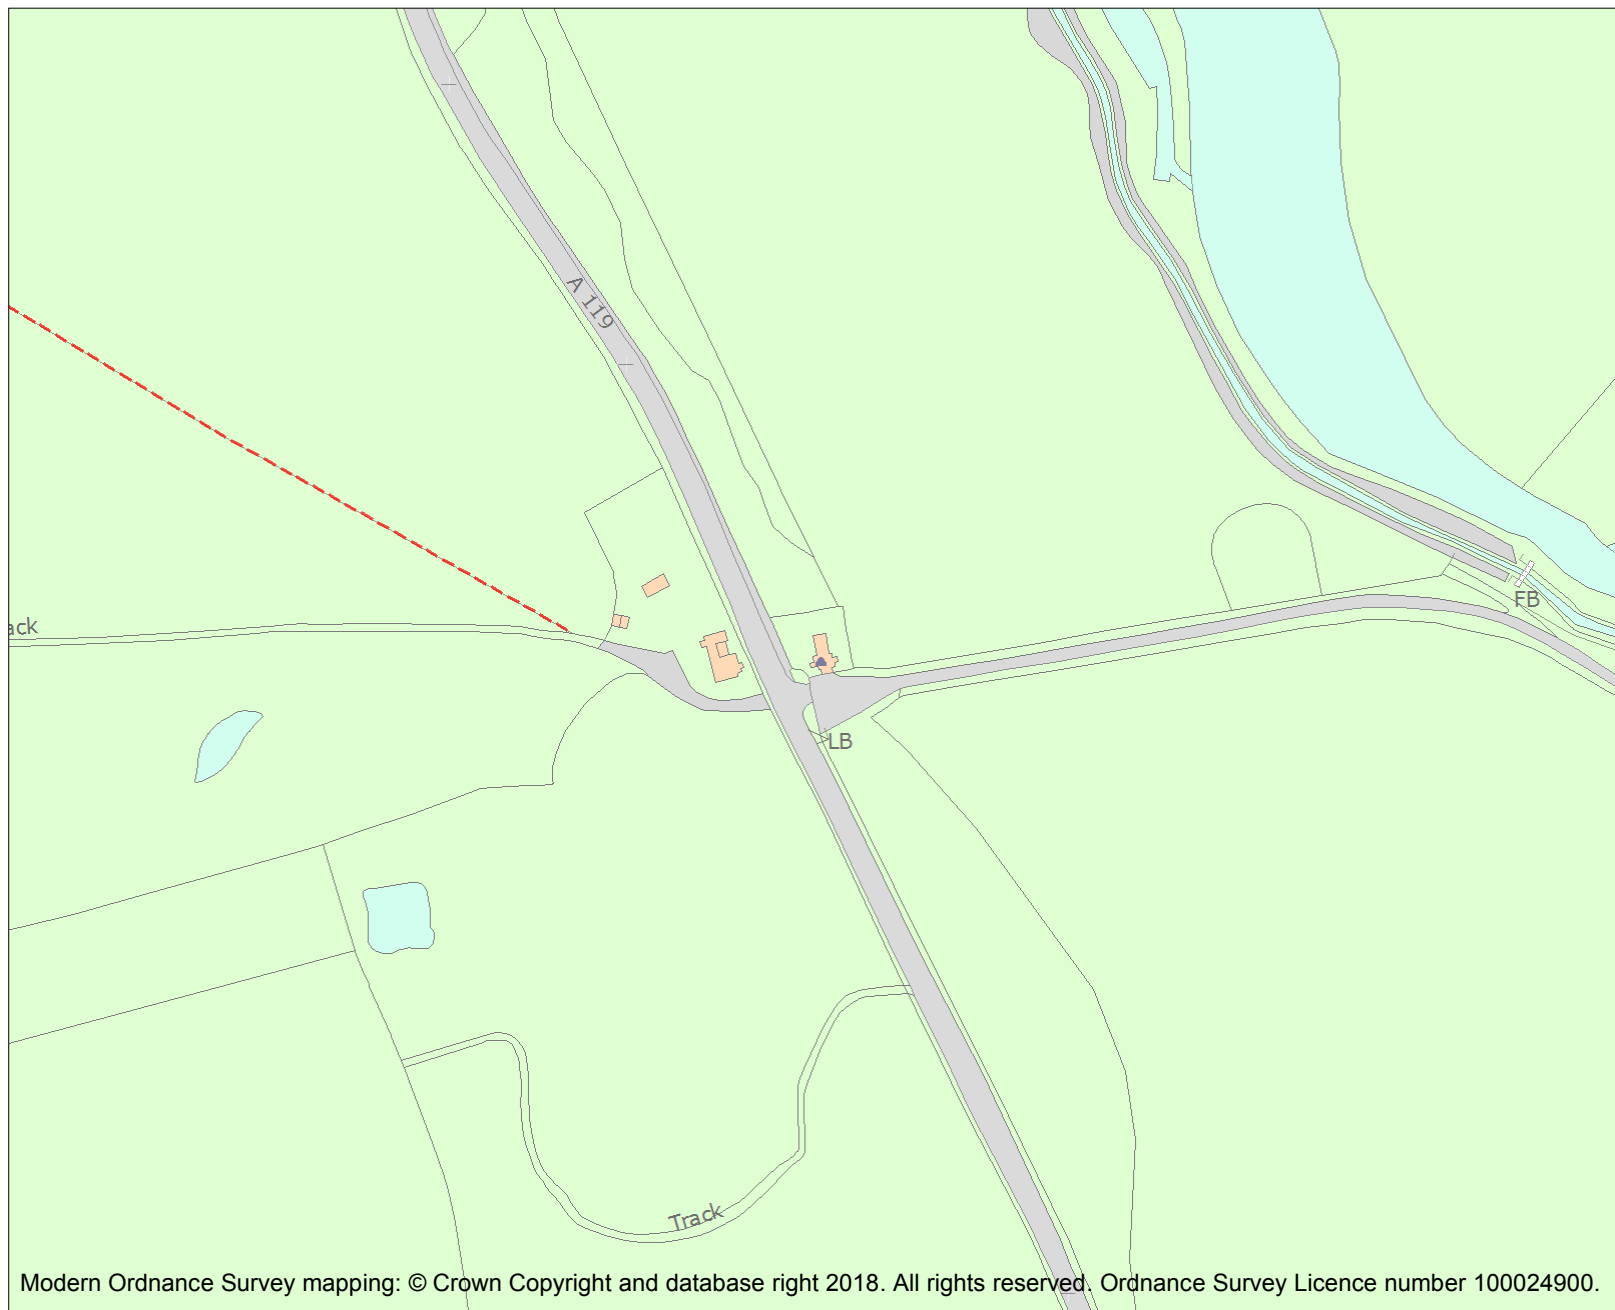 A 119
ack
FB
LB
Track
Modern Ordnance Survey mapping: © Crown Copyright and database right 2018. All rights reserved. Ordnance Survey Licence number 100024900.